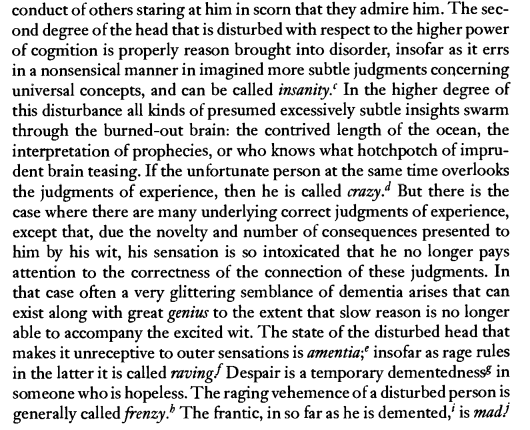 conduct of others staring at him in scorn that they admire him. The sec-
ond degree of the head that is disturbed with respect to the higher power
of cognition is properly reason brought into disorder, insofar as it errs
in a nonsensical manner in imagined more subtle judgments concerning
universal concepts, and can be called insanity.c In the higher degree of
this disturbance all kinds of presumed excessively subtle insights swarm
through the burned-out brain: the contrived length of the ocean, the
interpretation of prophecies, or who knows what hotchpotch of impru-
dent brain teasing. If the unfortunate person at the same time overlooks
the judgments of experience, then he is called crazy.d But there is the
case where there are many underlying correct judgments of experience,
except that, due the novelty and number of consequences presented to
him by his wit, his sensation is so intoxicated that he no longer pays
attention to the correctness of the connection of these judgments. In
that case often a very glittering semblance of dementia arises that can
exist along with great genius to the extent that slow reason is no longer
able to accompany the excited wit. The state of the disturbed head that
makes it unreceptive to outer sensations is amentia;e insofar as rage rules
in the latter it is called raving.f Despair is a temporary dementednessg in
someone who is hopeless. The raging vehemence of a disturbed person is
generally called frenzy.h The frantic, in so far as he is demented,i is mad.j